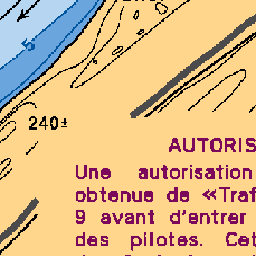 5
240±
AUTORIS
Une autorisation
obtenue de «Traf
9 avant d'entrer
des pilotes. Cet